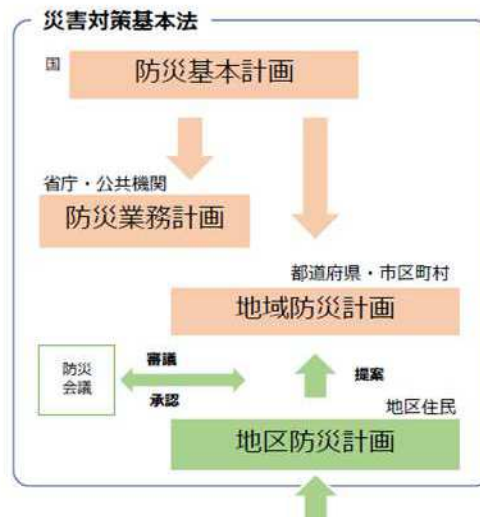 災害対策基本法
国
防災基本計画
省庁・公共機関
防災業務計画
都道府県・市区町村
地域防災計画
防災
会議
審議
承認
提案
地区住民
地区防災計画